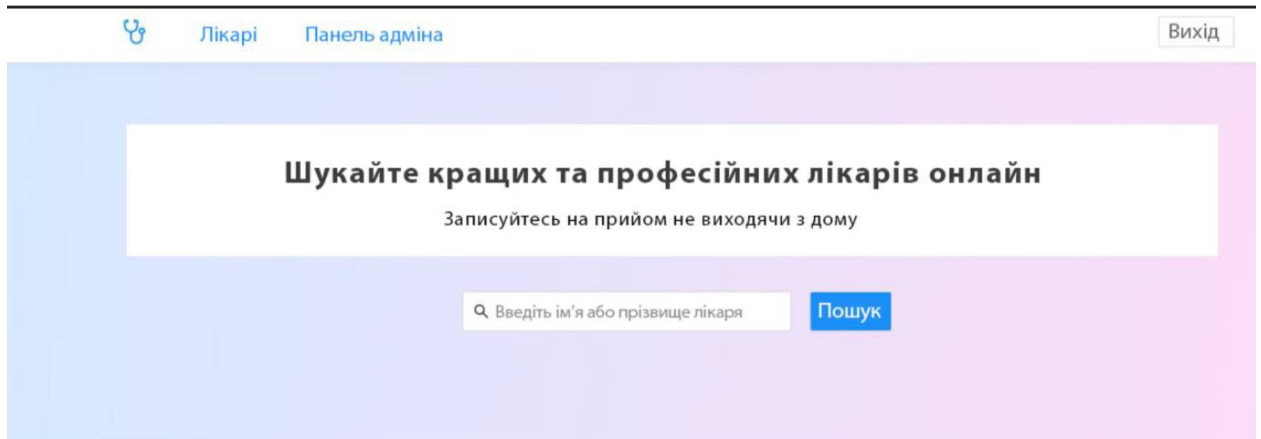 Лікарі
Панель адміна
Вихід
Шукайте кращих та професійних лікарів онлайн
Записуйтесь на прийом не виходячи з дому
Введіть ім’я або прізвище лікаря
Пошук